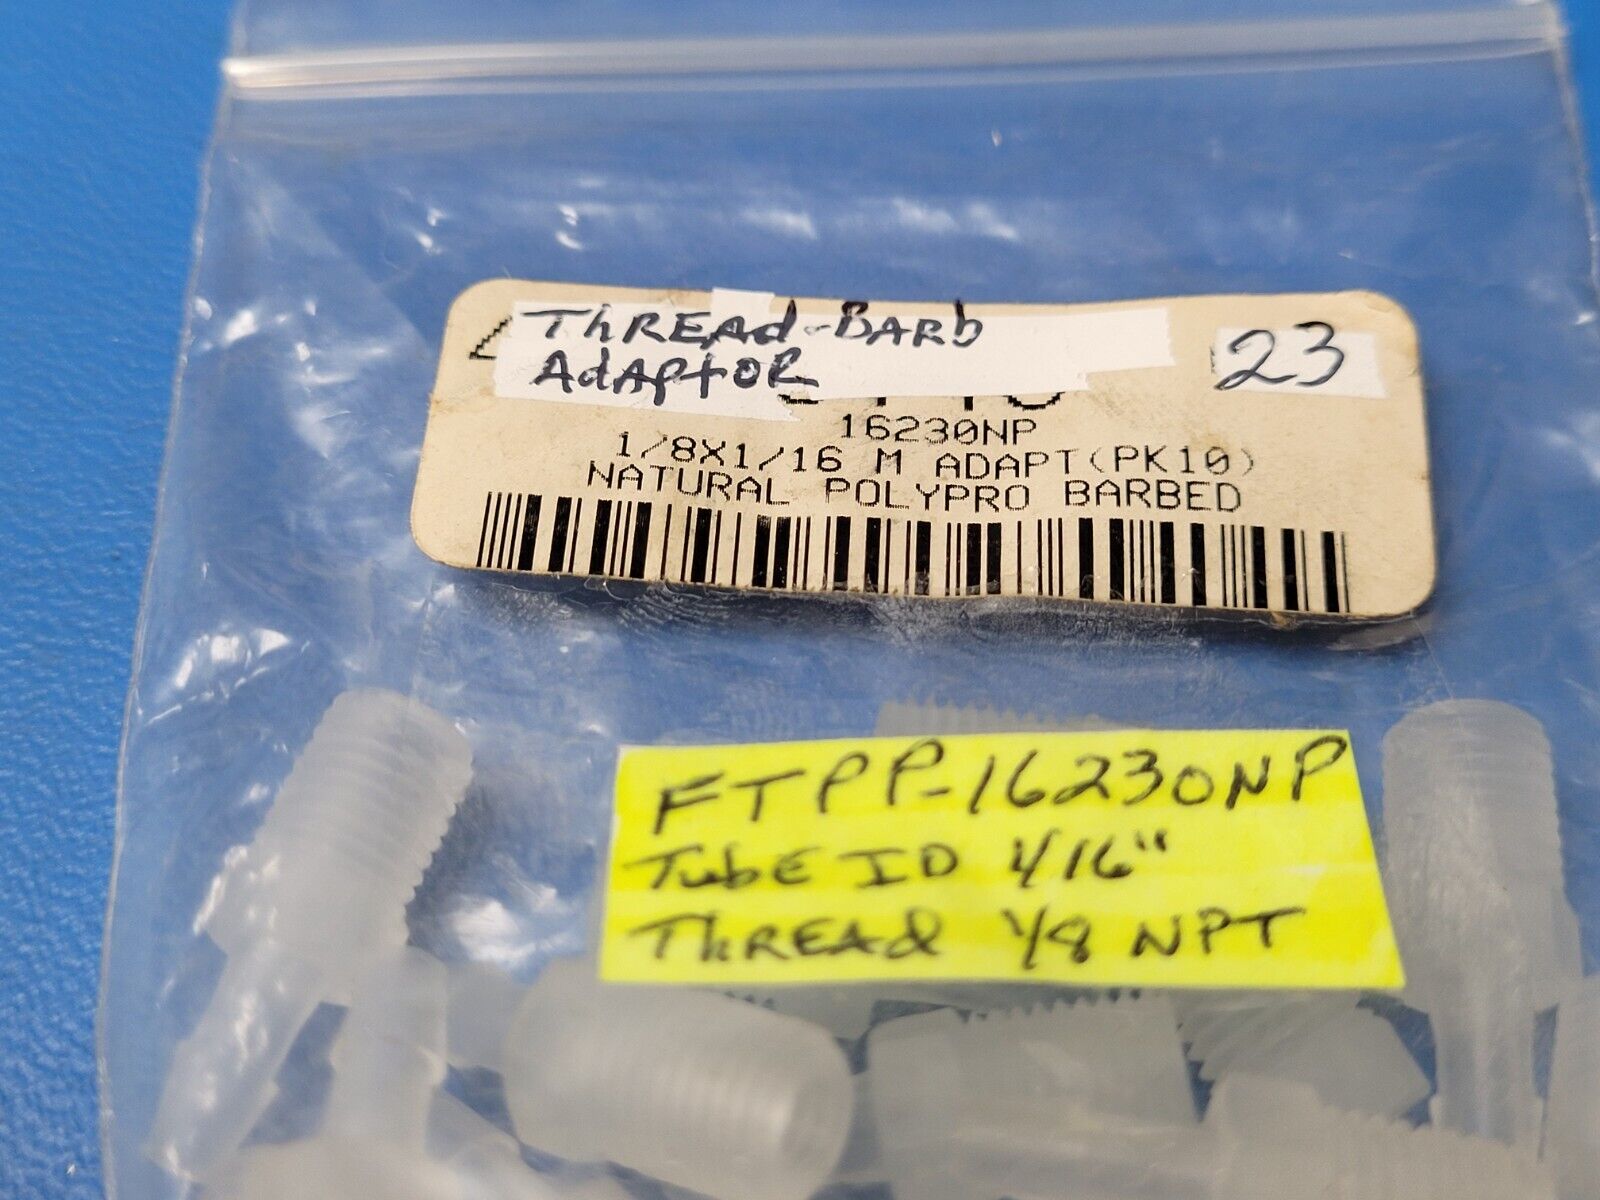 ThREAd-BARb
AdAptOR
23
16230NP
1/8X1/16 M ADAPT(PK10)
NATURAL POLYPRO BARBED
FTPP-16230NP
TubE ID 1/16"
ThREAd 1/8 NPT